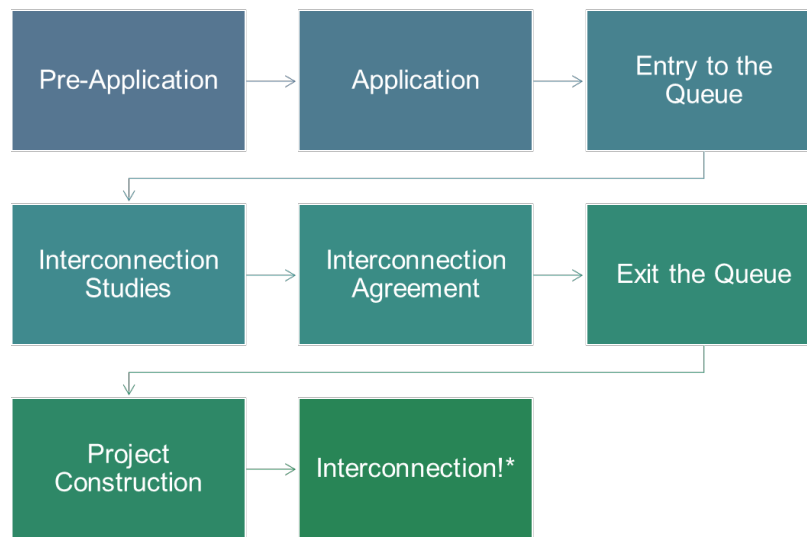 Pre-Application
Application
Entry to the
Queue
Interconnection
Studies
Interconnection
Agreement
Exit the Queue
Project
Construction
Interconnection!*